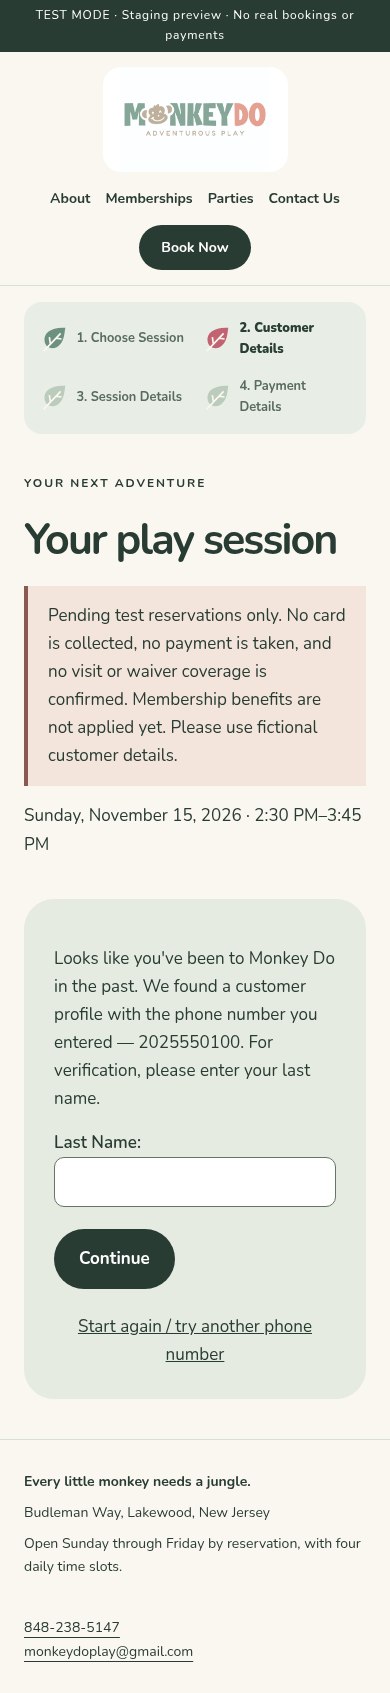 TEST MODE · Staging preview · No real bookings or
payments
MONKEYDO
ADVENTUROUS PLAY
About Memberships Parties Contact Us
Book Now
1. Choose Session
2. Customer
Details
3. Session Details
4. Payment
Details
YOUR NEXT ADVENTURE
Your play session
Pending test reservations only. No card
is collected, no payment is taken, and
no visit or waiver coverage is
confirmed. Membership benefits are
not applied yet. Please use fictional
customer details.
Sunday, November 15, 2026 · 2:30 PM–3:45
PM
Looks like you've been to Monkey Do
in the past. We found a customer
profile with the phone number you
entered — 2025550100. For
verification, please enter your last
name.
Last Name:
Continue
Start again / try another phone
number
Every little monkey needs a jungle.
Budleman Way, Lakewood, New Jersey
Open Sunday through Friday by reservation, with four
daily time slots.
848-238-5147
monkeydoplay@gmail.com